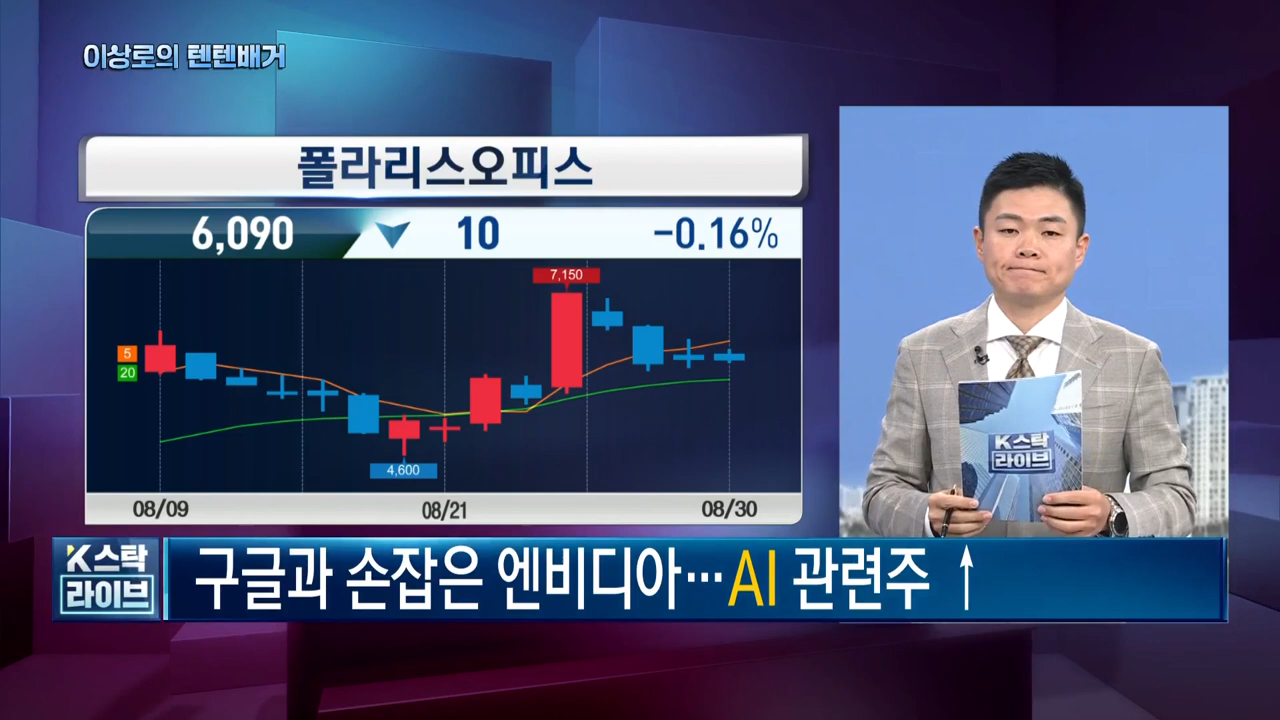 이상로의 텐텐배거
폴라리스오피스
6,090 ▼ 10 -0.16%
7,150
5
20
4,600
08/09 08/21 08/30
K스탁
라이브
K스탁
라이브
구글과 손잡은 엔비디아…AI 관련주 ↑